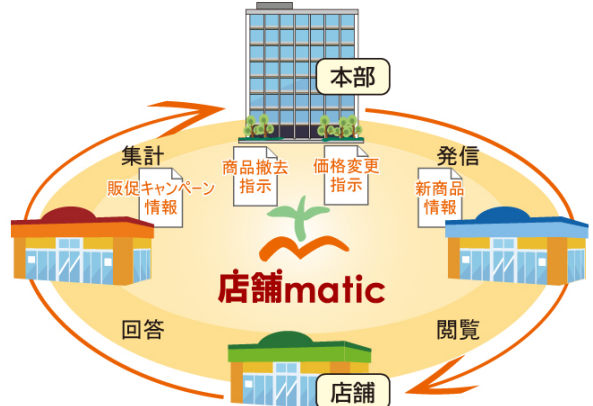 本部
集計
発信
販促キャンペーン
情報
商品撤去
指示
価格変更
指示
新商品
情報
店舗matic
回答
閲覧
店舗